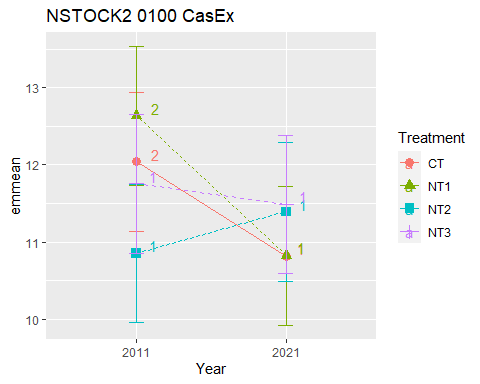 NSTOCK2 0100 CasEx
emmean
13
12
11
10
2
2
1
1
1
1
1
2011
2021
Year
Treatment
a CT
a NT1
a NT2
a NT3